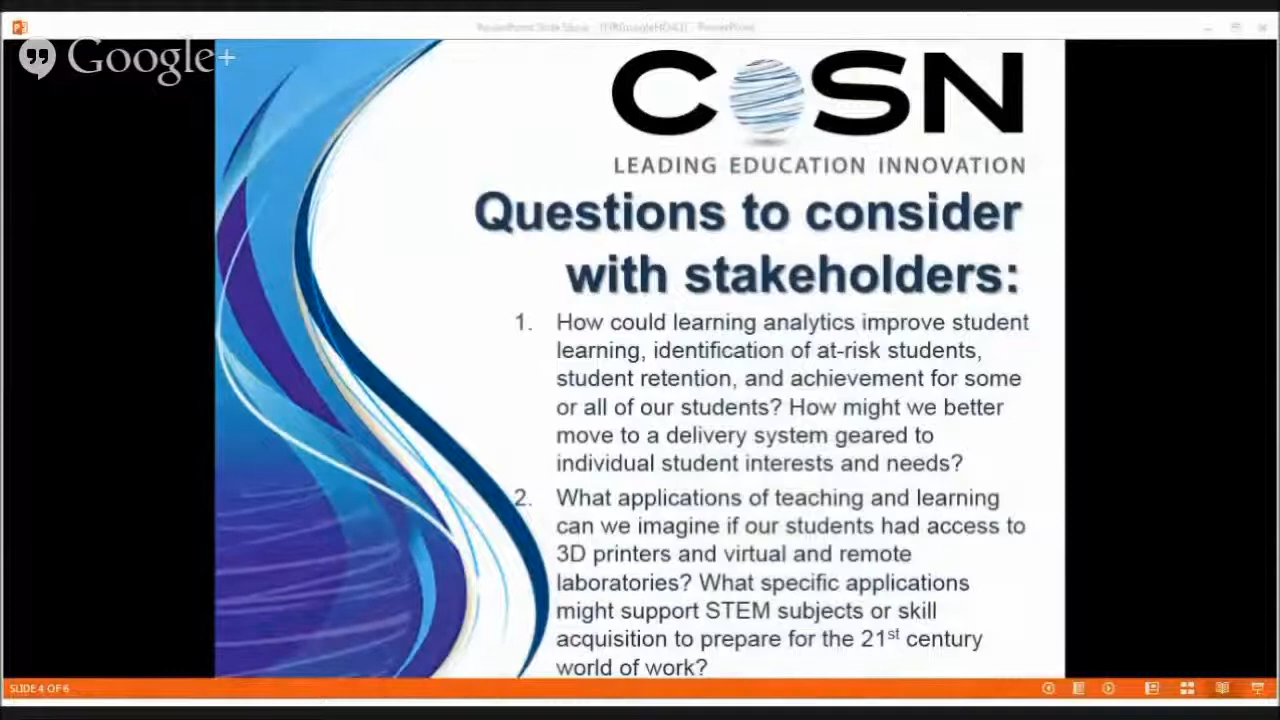 PowerPoint Slide Show - [HRGoogleHO43] - PowerPoint
Google+
COSN
LEADING EDUCATION INNOVATION
Questions to consider
with stakeholders:
1. How could learning analytics improve student
learning, identification of at-risk students,
student retention, and achievement for some
or all of our students? How might we better
move to a delivery system geared to
individual student interests and needs?
2. What applications of teaching and learning
can we imagine if our students had access to
3D printers and virtual and remote
laboratories? What specific applications
might support STEM subjects or skill
acquisition to prepare for the 21st century
world of work?
SLIDE 4 OF 6